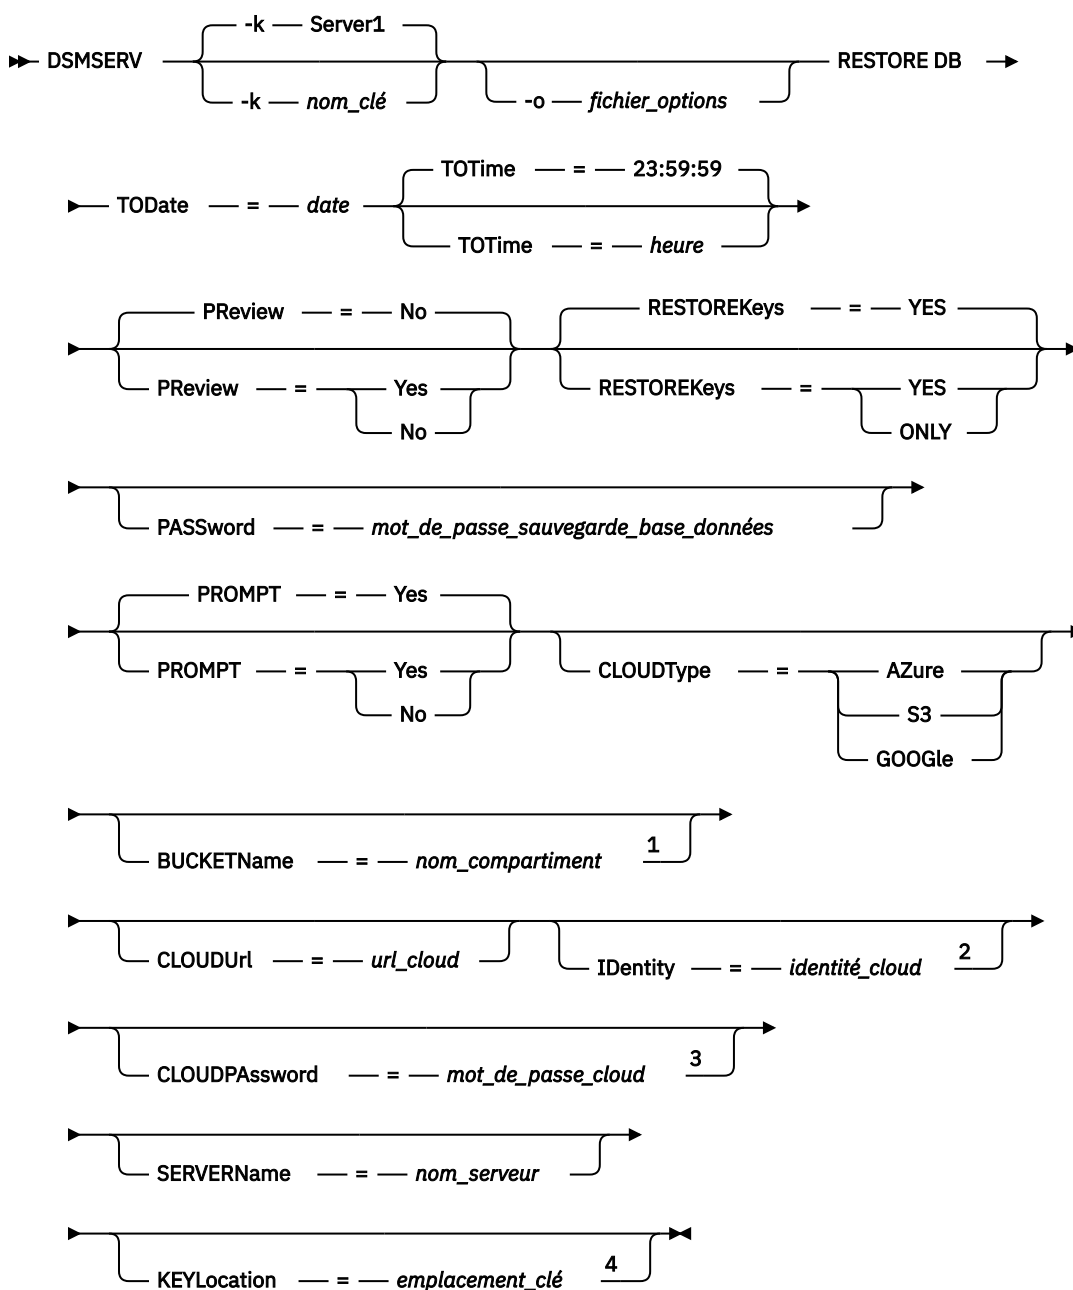 -k Server1
DSMSERV RESTORE DB
-k nom_clé -o fichier_options
TOTime = 23:59:59
TODate = date
TOTime = heure
PReview = No RESTOREKeys = YES
PReview = Yes RESTOREKeys = YES
No ONLY
PASSword = mot_de_passe_sauvegarde_base_données
PROMPT = Yes
PROMPT = Yes CLOUDType = AZure
No S3
GOOGle
BUCKETName = nom_compartiment 1
CLOUDUrl = url_cloud IDentity = identité_cloud 2
CLOUDPAssword = mot_de_passe_cloud 3
SERVERName = nom_serveur
KEYLocation = emplacement_clé 4